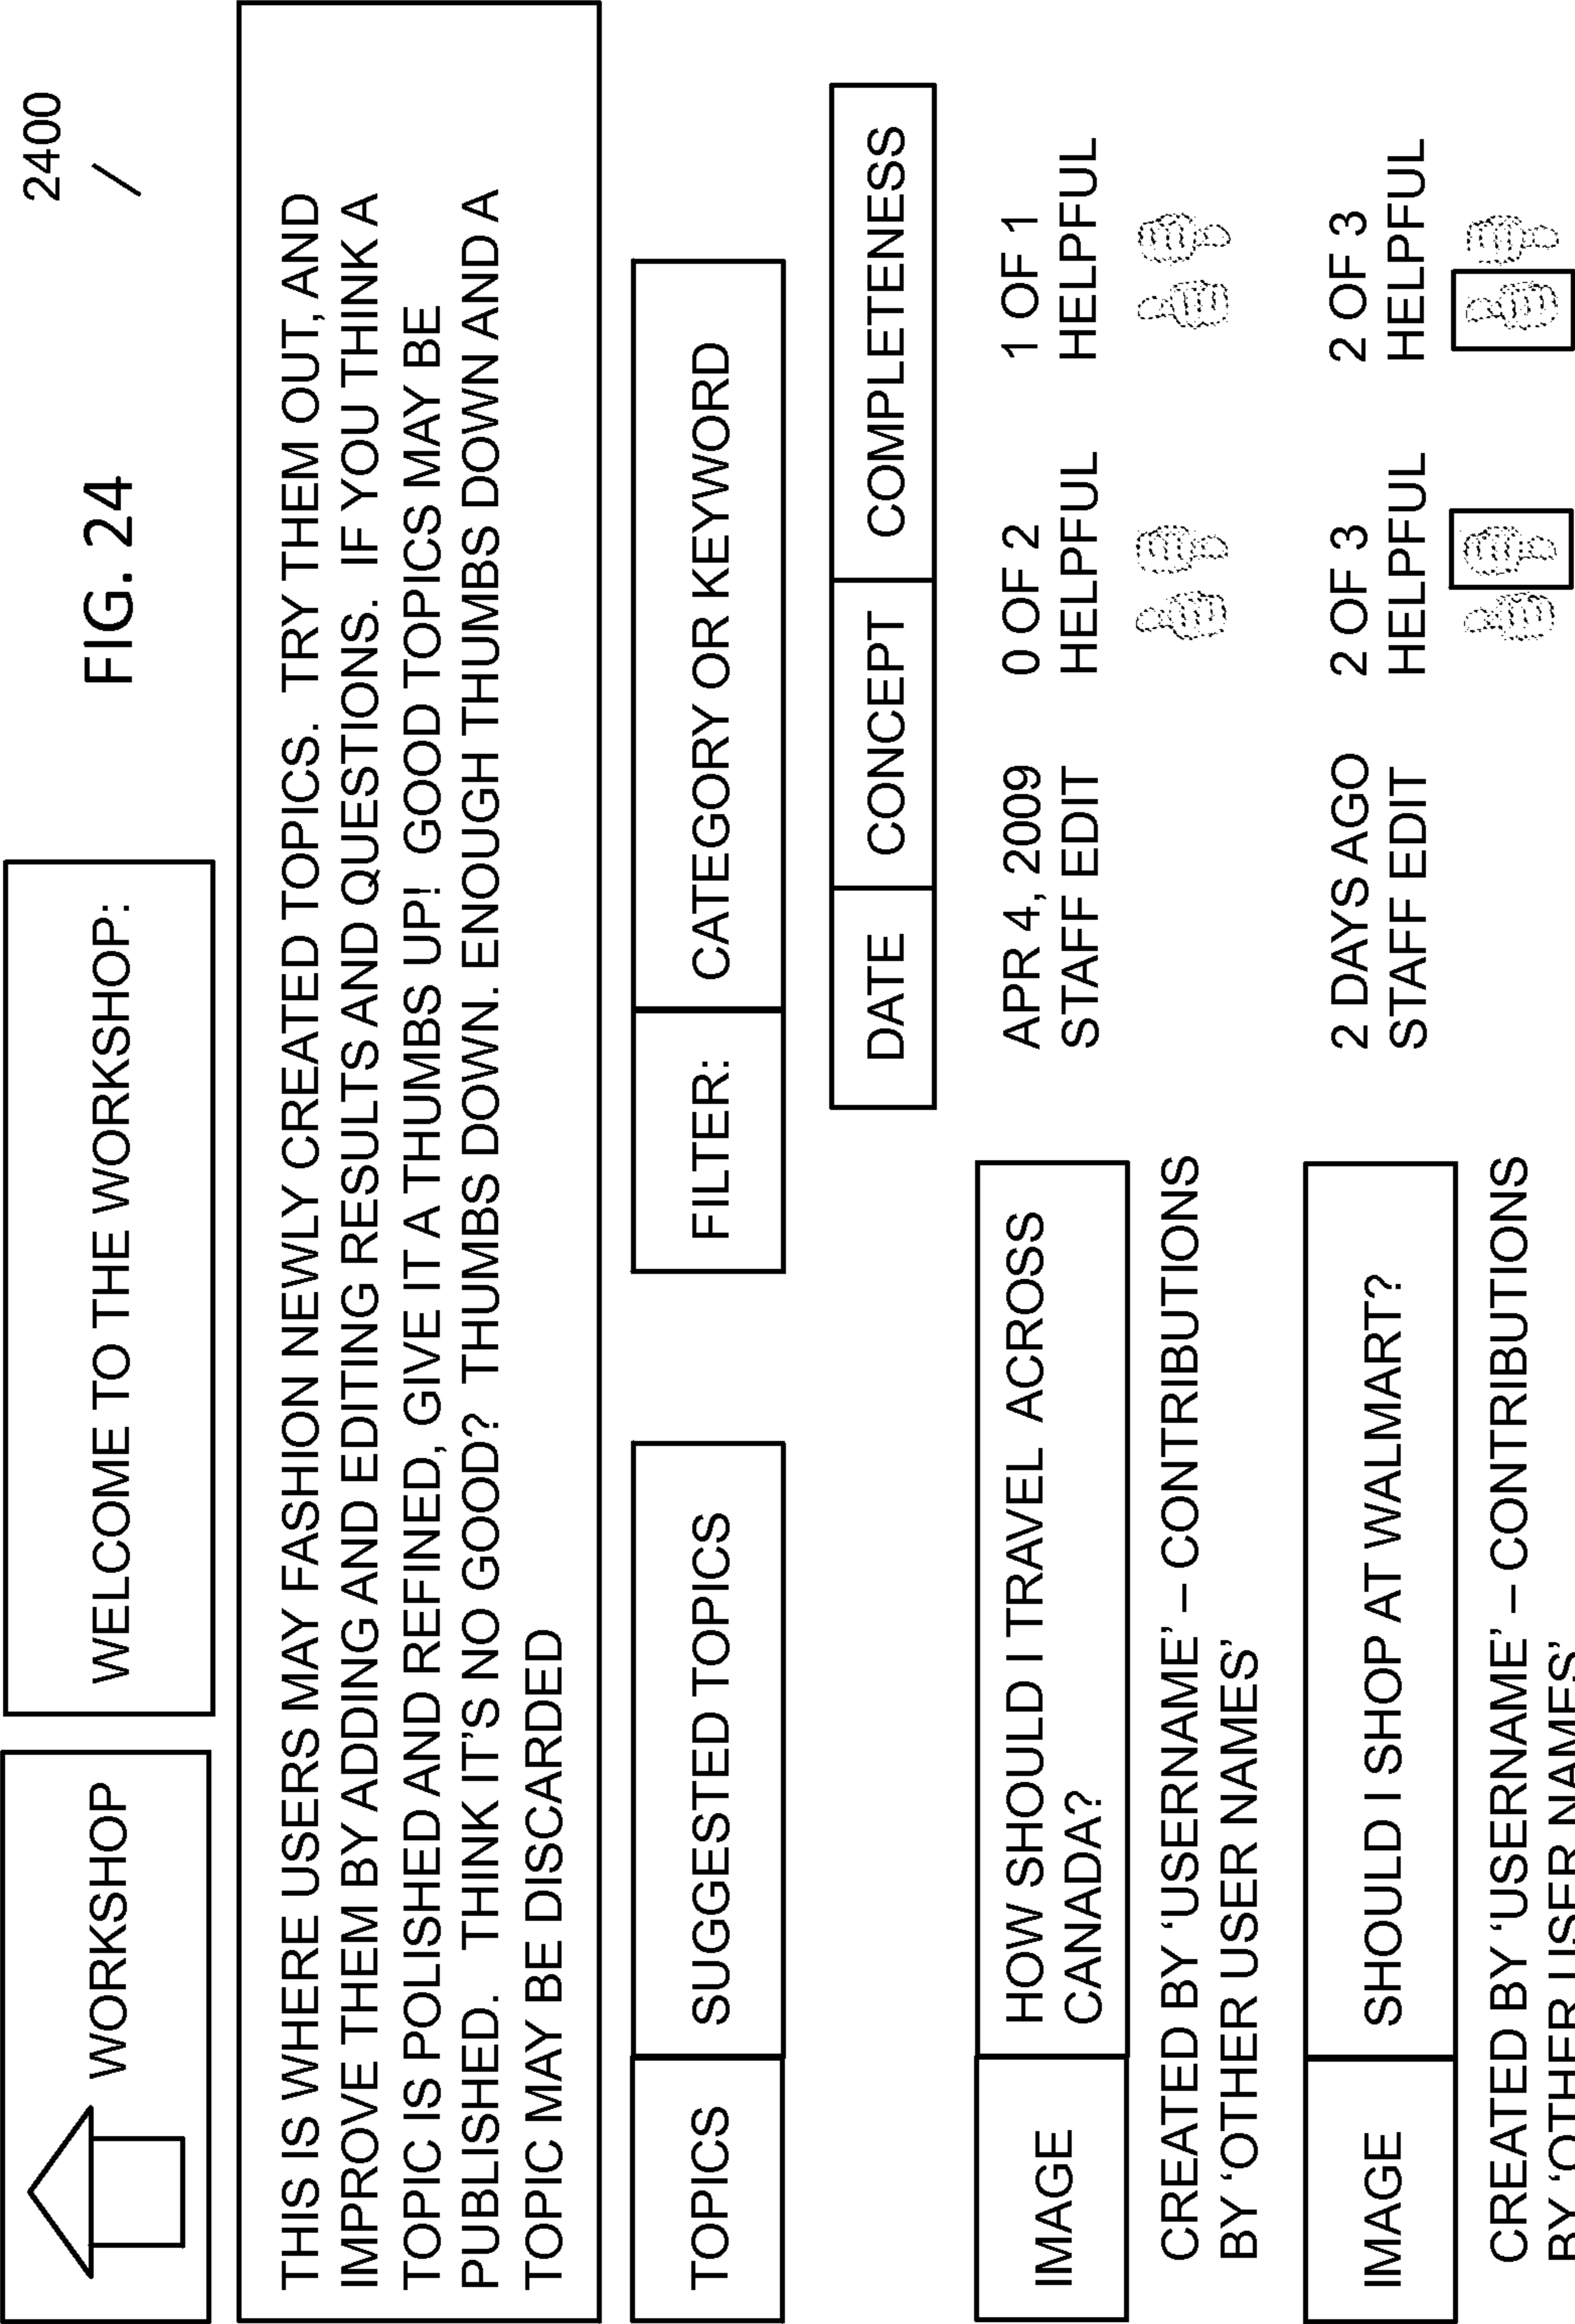 2400
FIG. 24
WORKSHOP
WELCOME TO THE WORKSHOP:
THIS IS WHERE USERS MAY FASHION NEWLY CREATED TOPICS. TRY THEM OUT, AND
IMPROVE THEM BY ADDING AND EDITING RESULTS AND QUESTIONS. IF YOU THINK A
TOPIC IS POLISHED AND REFINED, GIVE IT A THUMBS UP! GOOD TOPICS MAY BE
PUBLISHED. THINK IT'S NO GOOD? THUMBS DOWN. ENOUGH THUMBS DOWN AND A
TOPIC MAY BE DISCARDED
TOPICS
SUGGESTED TOPICS
FILTER:
CATEGORY OR KEYWORD
DATE
CONCEPT
COMPLETENESS
IMAGE
HOW SHOULD I TRAVEL ACROSS
CANADA?
APR 4, 2009
STAFF EDIT
0 OF 2
HELPFUL
1 OF 1
HELPFUL
CREATED BY ‘USERNAME’ – CONTRIBUTIONS
BY ‘OTHER USER NAMES’
IMAGE
SHOULD I SHOP AT WALMART?
2 DAYS AGO
STAFF EDIT
2 OF 3
HELPFUL
2 OF 3
HELPFUL
CREATED BY ‘USERNAME’ – CONTRIBUTIONS
BY ‘OTHER USER NAMES’